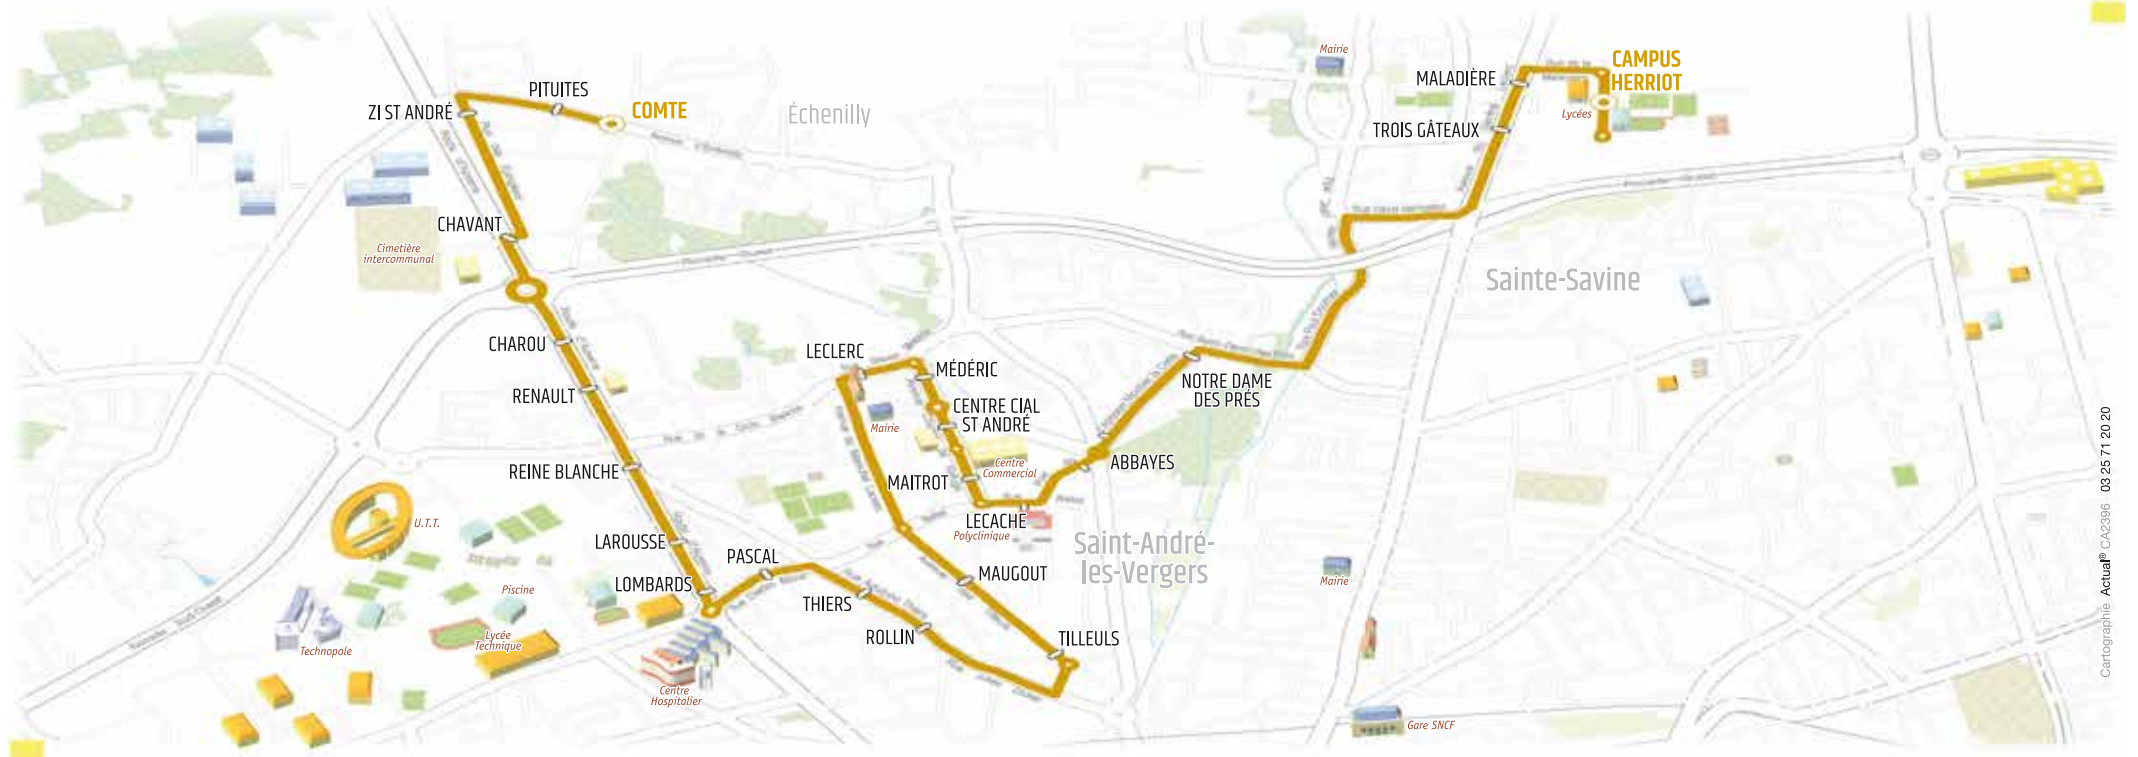 Mairie
CAMPUS
HERRIOT
MALADIÈRE
Lycées
TROIS GÂTEAUX
PITUITES
COMTE
ZI ST ANDRÉ
Échenilly
CHAVANT
Cimetière
intercommunal
Sainte-Savine
CHAROU
RENAULT
LECLERC
MÉDÉRIC
CENTRE CIAL
ST ANDRÉ
Mairie
NOTRE DAME
DES PRÉS
REINE BLANCHE
MAITROT
Centre
Commercial
ABBAYES
LECACHE
Polyclinique
U.T.T.
LAROUSSE
PASCAL
LOMBARDS
Saint-André-
les-Vergers
MAUGOUT
Mairie
THIERS
ROLLIN
TILLEULS
Piscine
Lycée
Technique
Technopole
Centre
Hospitalier
Gare SNCF
Cartographie Actual® CA2396 03 25 71 20 20